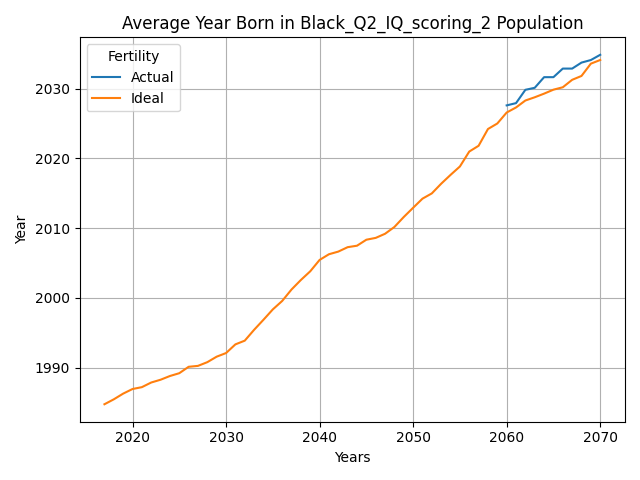 Average Year Born in Black_Q2_IQ_scoring_2 Population
Fertility
Actual
Ideal
Year
2030
2020
2010
2000
1990
2020 2030 2040 2050 2060 2070
Years